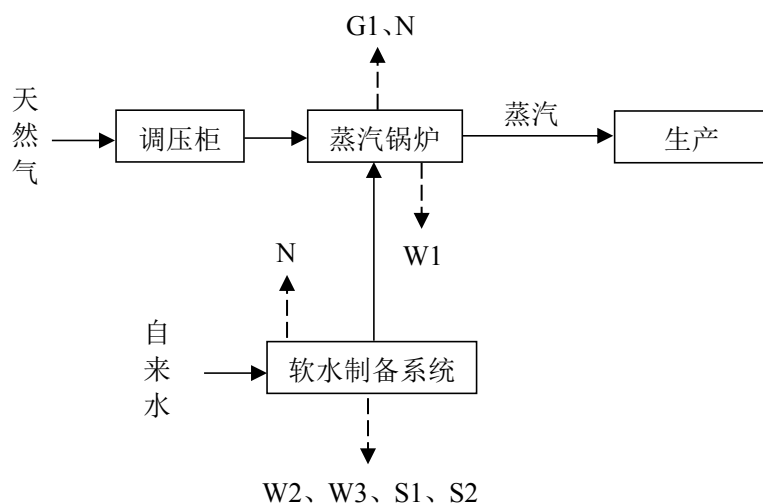 G1、N
天然气
调压柜
蒸汽锅炉
蒸汽
生产
W1
N
自来水
软水制备系统
W2、W3、S1、S2